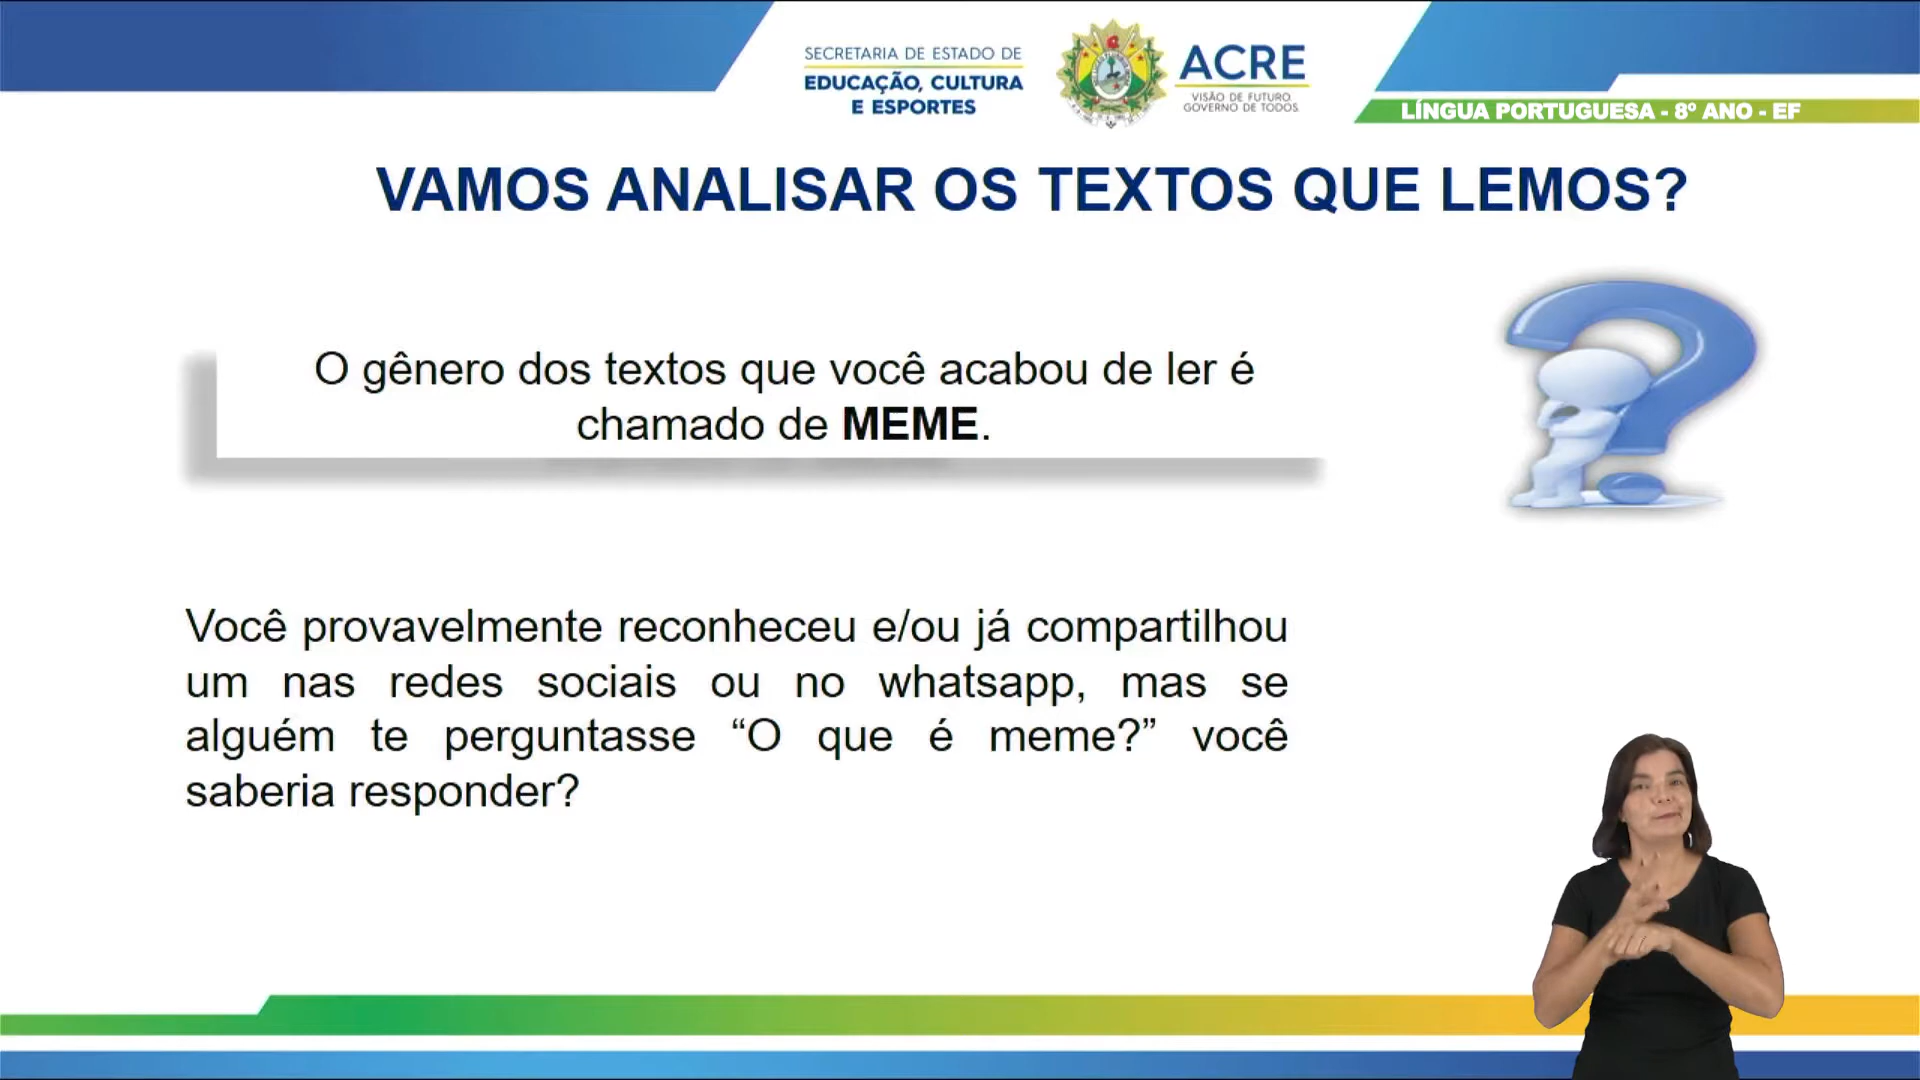 SECRETARIA DE ESTADO DE
EDUCAÇÃO, CULTURA
E ESPORTES
ACRE
VISÃO DE FUTURO.
GOVERNO DE TODOS.
LÍNGUA PORTUGUESA - 8º ANO - EF
VAMOS ANALISAR OS TEXTOS QUE LEMOS?
O gênero dos textos que você acabou de ler é
chamado de MEME.
Você provavelmente reconheceu e/ou já compartilhou
um nas redes sociais ou no whatsapp, mas se
alguém te perguntasse “O que é meme?” você
saberia responder?